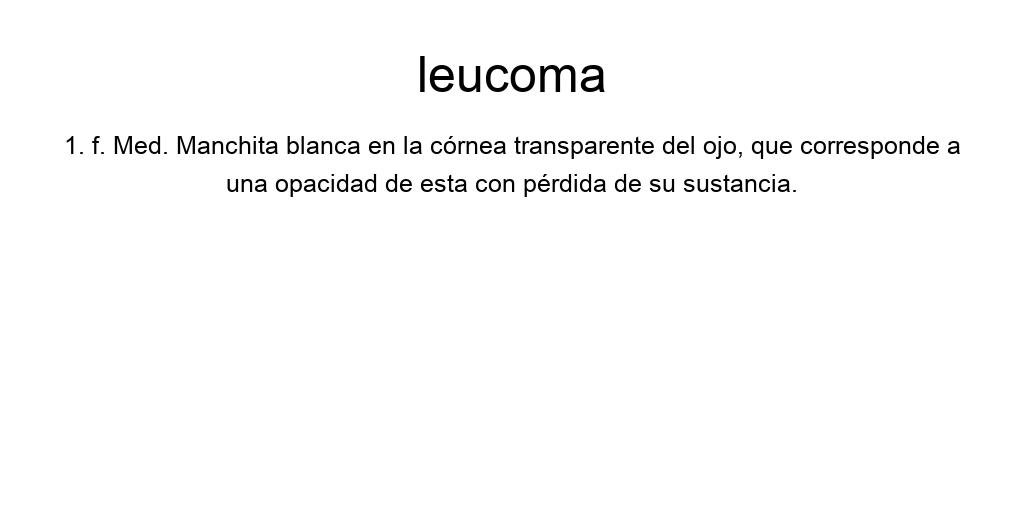 leucoma
1. f. Med. Manchita blanca en la córnea transparente del ojo, que corresponde a
una opacidad de esta con pérdida de su sustancia.